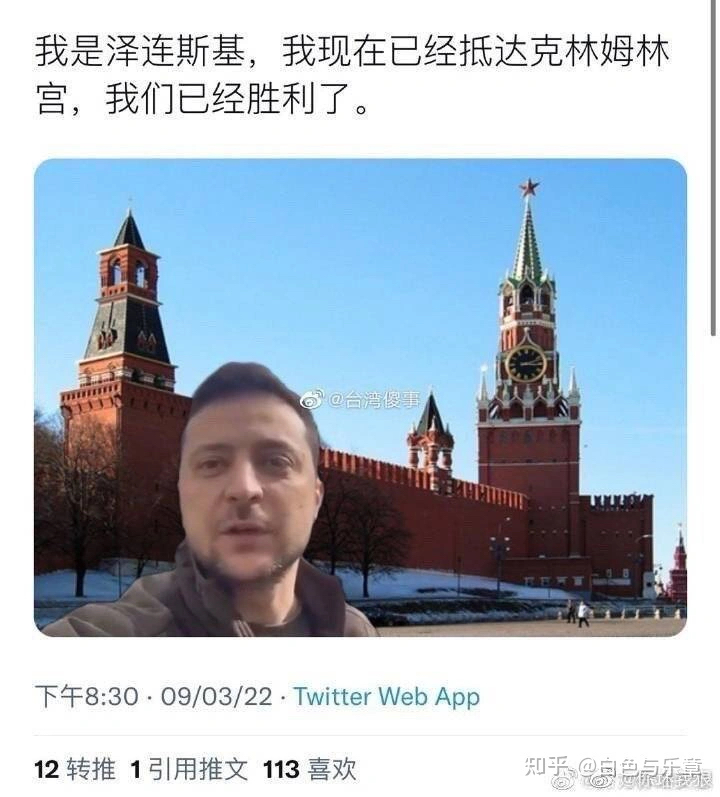 我是泽连斯基，我现在已经抵达克林姆林
宫，我们已经胜利了。
@台湾傻事
下午8:30 · 09/03/22 · Twitter Web App
12 转推 1 引用推文 113 喜欢
知乎 @白色与乐章